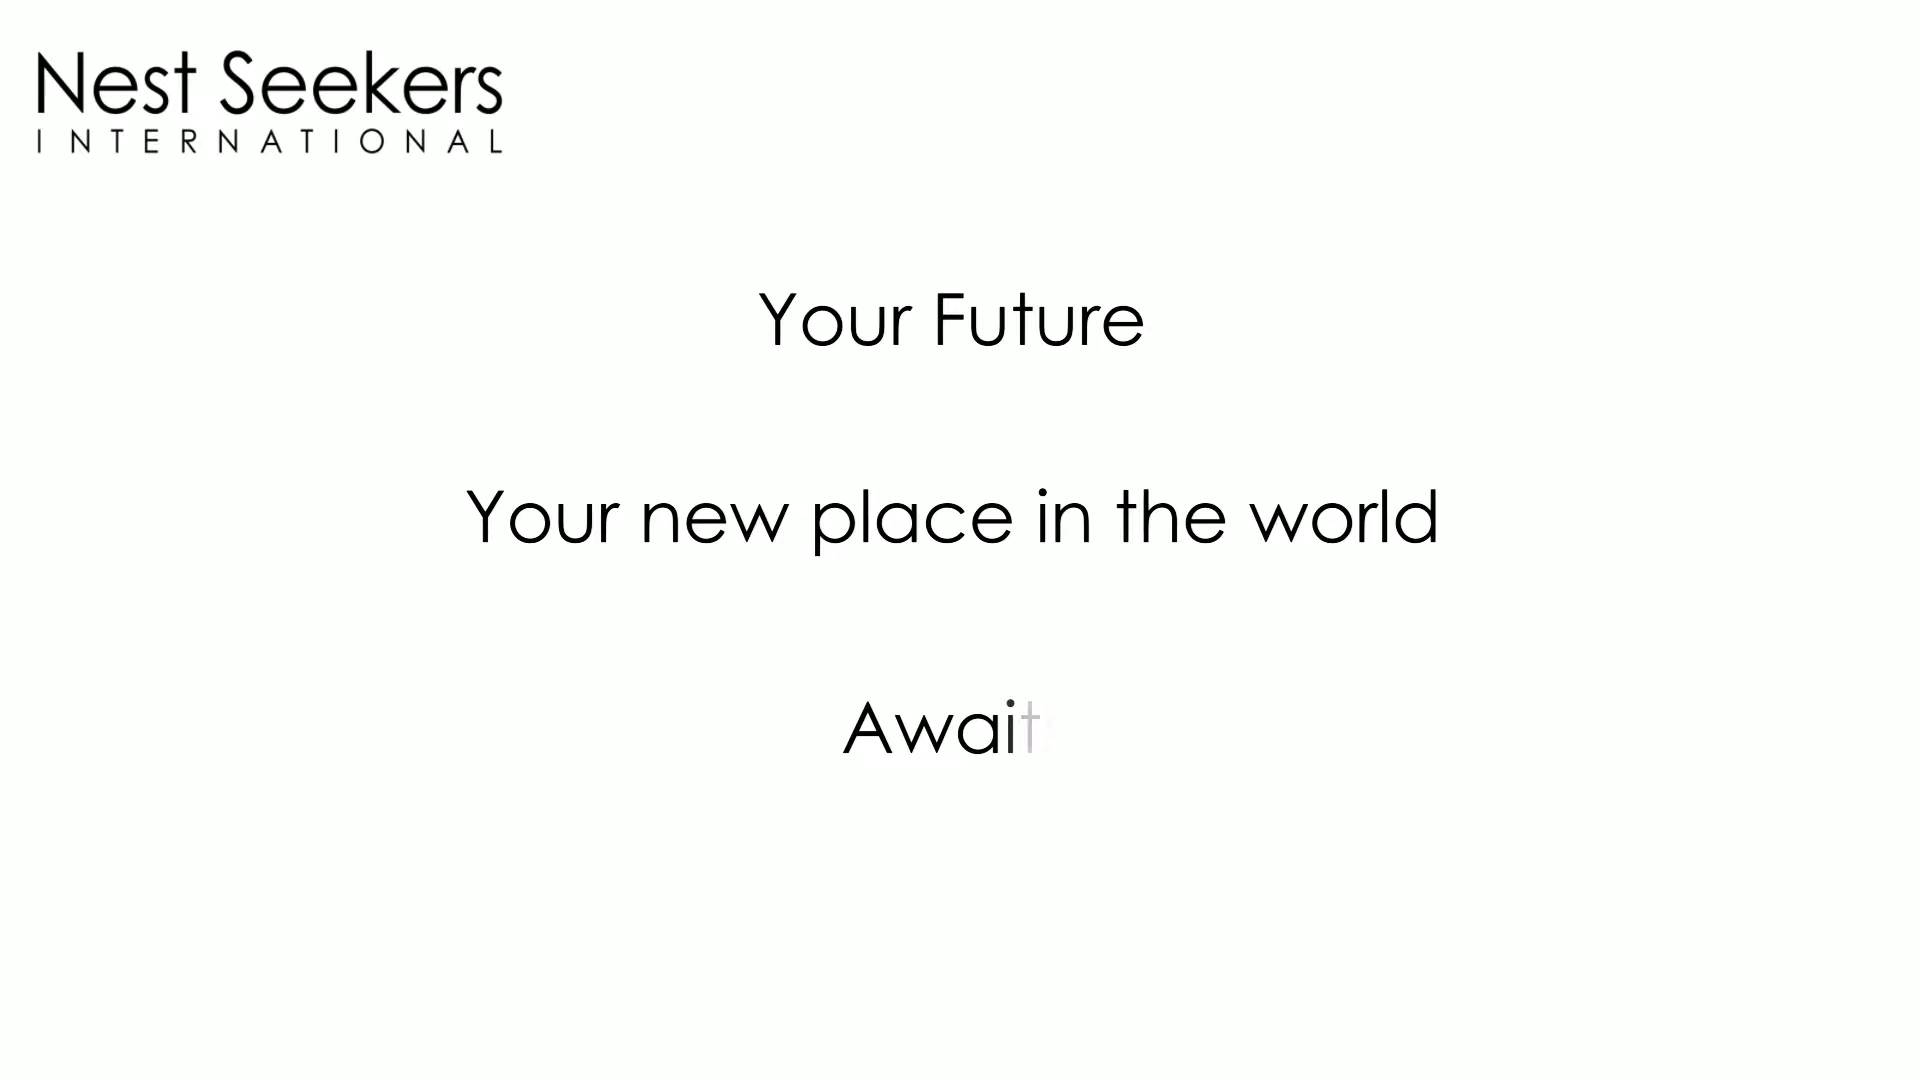 Nest Seekers
INTERNATIONAL
Your Future
Your new place in the world
Await